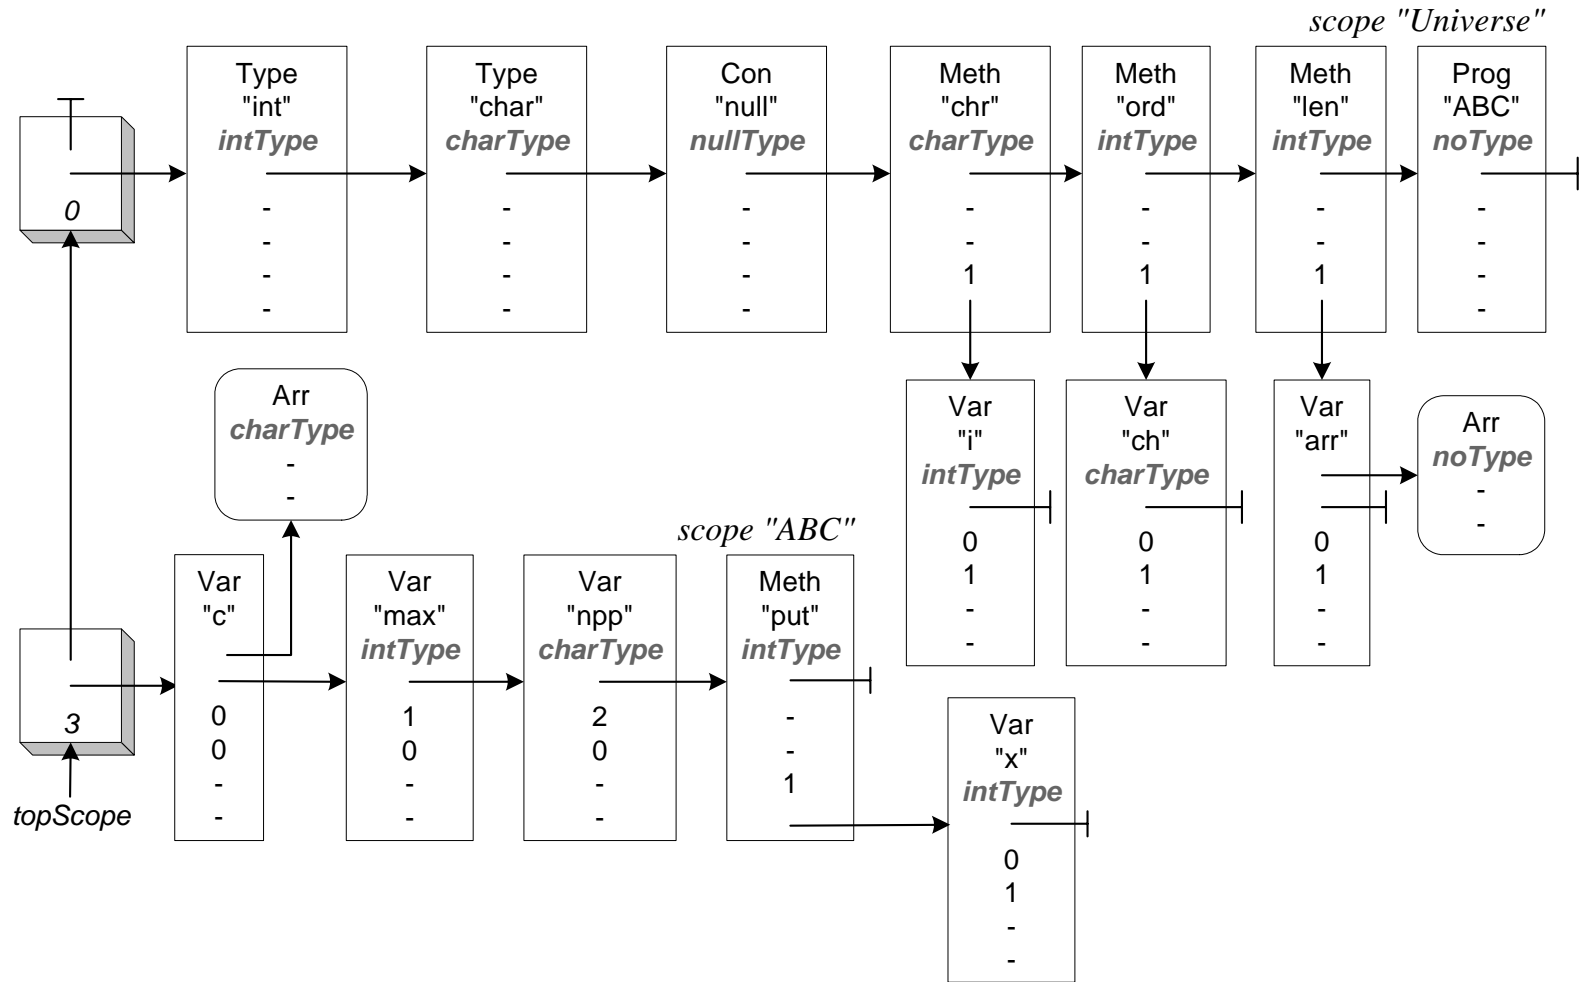 scope "Universe"
Type
"int"
intType
-
-
-
-
Type
"char"
charType
-
-
-
-
Con
"null"
nullType
-
-
-
-
Meth
"chr"
charType
-
-
1
Meth
"ord"
intType
-
-
1
Meth
"len"
intType
-
-
1
Prog
"ABC"
noType
-
-
-
-
0
Arr
charType
-
-
Var
"i"
intType
0
1
-
-
Var
"ch"
charType
0
1
-
-
Var
"arr"
0
1
-
-
Arr
noType
-
-
scope "ABC"
3
topScope
Var
"c"
0
0
-
-
Var
"max"
intType
1
0
-
-
Var
"npp"
charType
2
0
-
-
Meth
"put"
intType
-
-
1
Var
"x"
intType
0
1
-
-